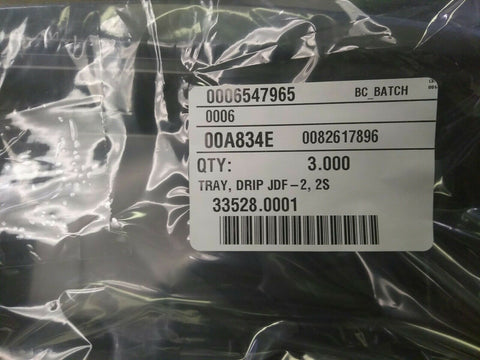 0006547965 BC_BATCH
0006
00A834E 0082617896
QTY: 3.000
TRAY, DRIP JDF-2, 2S
33528.0001